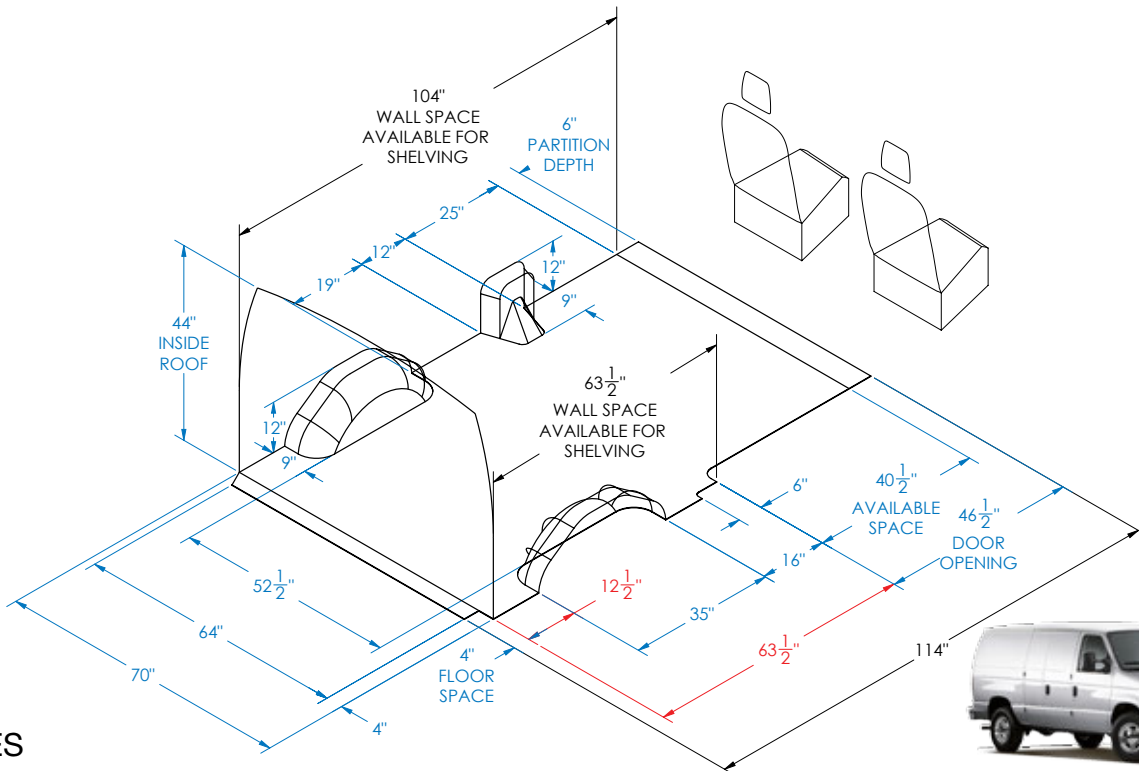 104"
WALL SPACE
AVAILABLE FOR
SHELVING
6"
PARTITION
DEPTH
25"
12"
19"
12"
9"
44"
INSIDE
ROOF
12"
9"
63 1/2"
WALL SPACE
AVAILABLE FOR
SHELVING
6"
40 1/2"
AVAILABLE
SPACE
46 1/2"
DOOR
OPENING
16"
35"
12 1/2"
52 1/2"
64"
70"
4"
FLOOR
SPACE
4"
63 1/2"
114"
ES